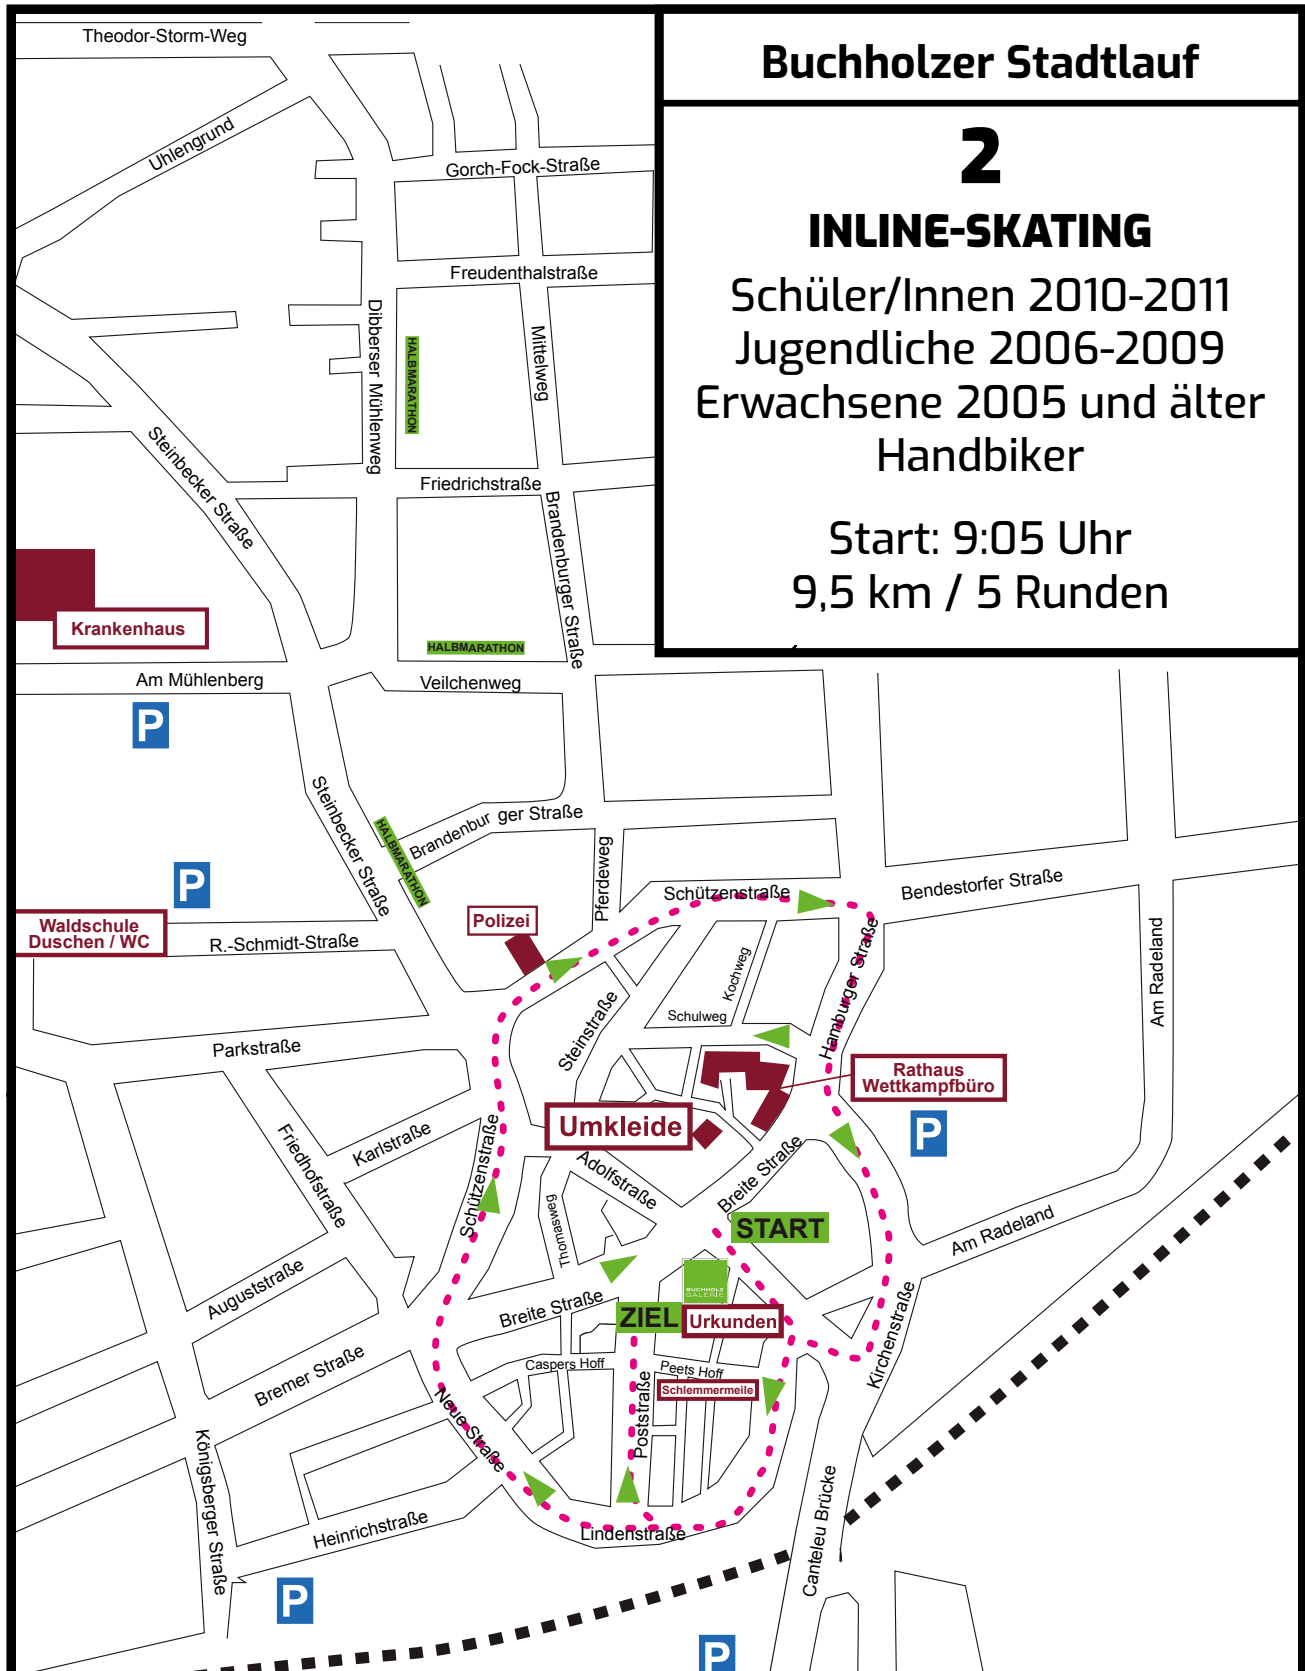 Theodor-Storm-Weg
Buchholzer Stadtlauf
2
INLINE-SKATING
Schüler/Innen 2010-2011
Jugendliche 2006-2009
Erwachsene 2005 und älter
Handbiker
Start: 9:05 Uhr
9,5 km / 5 Runden
Uhlengrund
Gorch-Fock-Straße
Freudenthalstraße
Dibberser Mühlenweg
HALBMARATHON
Mittelweg
Steinbecker Straße
Friedrichstraße
Brandenburger Straße
Krankenhaus
HALBMARATHON
Am Mühlenberg
Veilchenweg
P
Steinbecker Straße
HALBMARATHON
Brandenbur ger Straße
Pferdeweg
P
Schützenstraße
Bendestorfer Straße
Waldschule
Duschen / WC
R.-Schmidt-Straße
Polizei
Hamburger Straße
Am Radeland
Kochweg
Steinstraße
Schulweg
Parkstraße
Rathaus
Wettkampfbüro
Umkleide
P
Friedhofstraße
Karlstraße
Schützenstraße
Adolfstraße
Breite Straße
Thomasweg
START
Am Radeland
Auguststraße
BUCHHOLZ
GALERIE
Breite Straße
ZIEL
Urkunden
Kirchenstraße
Bremer Straße
Caspers Hoff
Peets Hoff
Schlemmermeile
Neue Straße
Poststraße
Königsberger Straße
Heinrichstraße
Lindenstraße
Canteleu Brücke
P
P